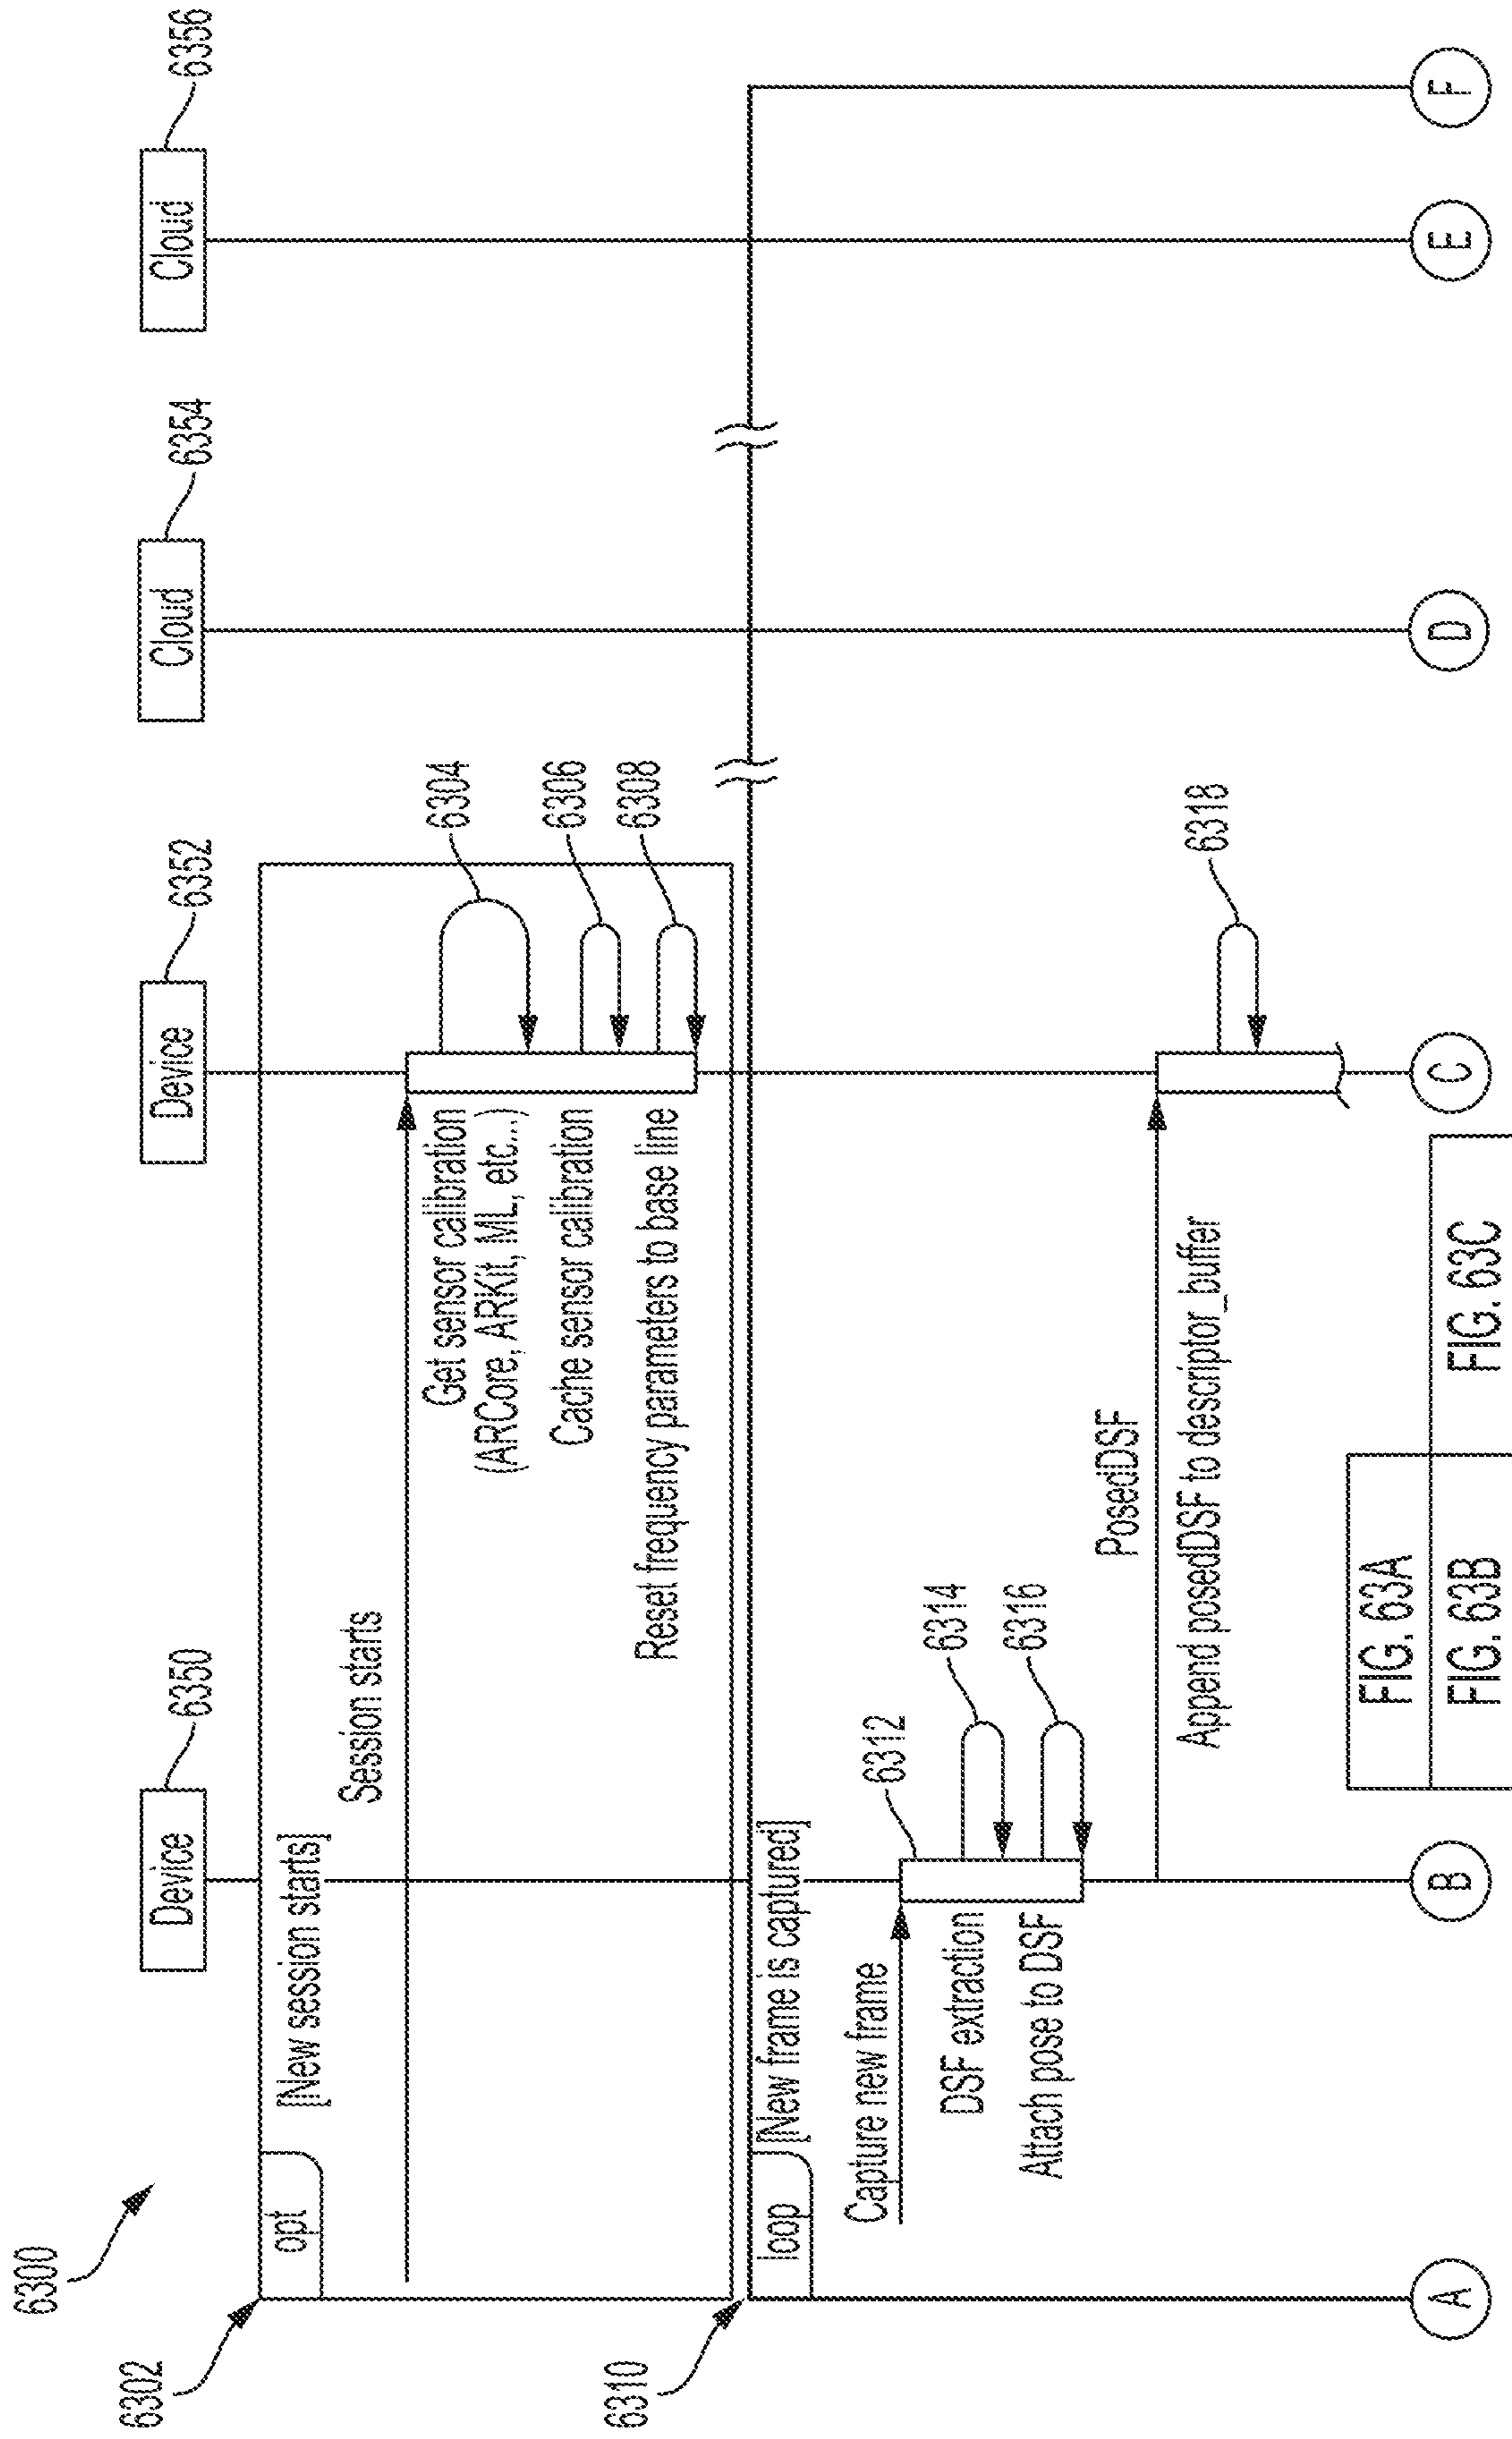 6300
6302
Device
6350
Device
6352
Cloud
6354
Cloud
6356
opt
[New session starts]
Session starts
Get sensor calibration
(ARCore, ARKit, ML, etc...)
6304
Cache sensor calibration
6306
Reset frequency parameters to base line
6308
6310
loop
[New frame is captured]
Capture new frame
6312
DSF extraction
6314
Attach pose to DSF
6316
PosedDSF
Append posedDSF to descriptor_buffer
6318
FIG. 63A
FIG. 63B
FIG. 63C
A
B
C
D
E
F